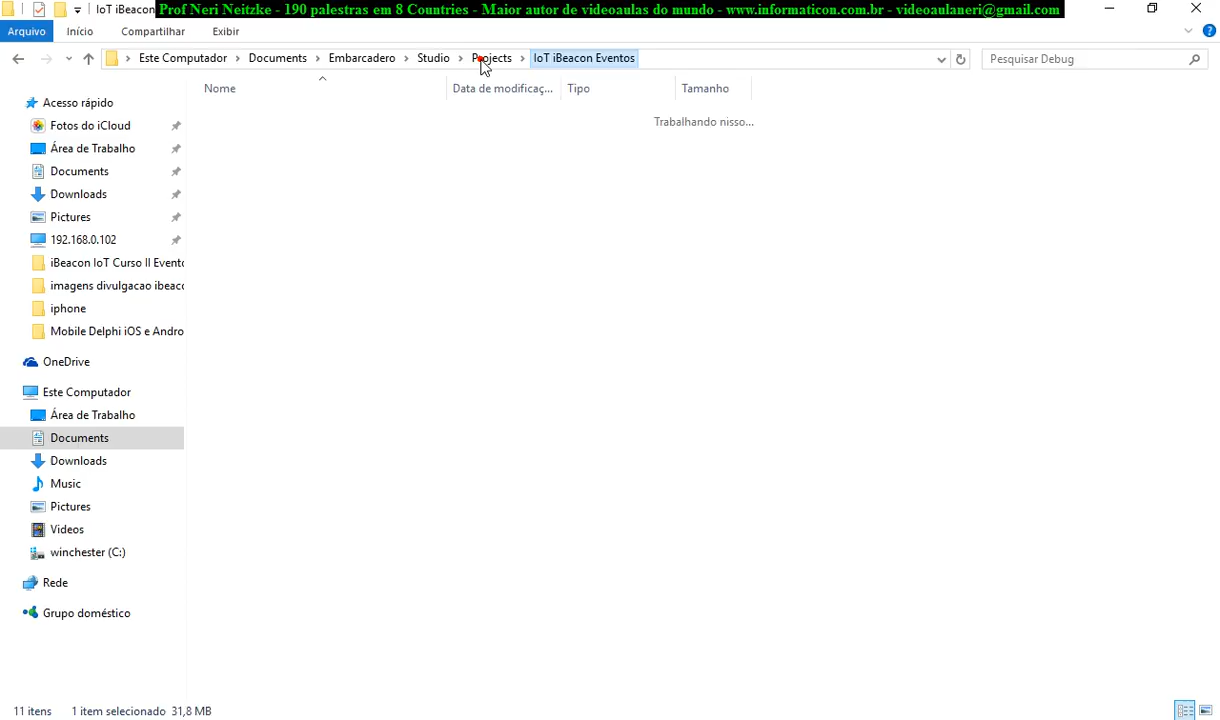 IoT iBeacon
Prof Neri Neitzke - 190 palestras em 8 Countries - Maior autor de videoaulas do mundo - www.informaticon.com.br - videoaulaneri@gmail.com
Arquivo Início Compartilhar Exibir
Este Computador Documents Embarcadero Studio Projects IoT iBeacon Eventos
Pesquisar Debug
Nome Data de modificaç... Tipo Tamanho
Trabalhando nisso...
Acesso rápido
Fotos do iCloud
Área de Trabalho
Documents
Downloads
Pictures
192.168.0.102
iBeacon IoT Curso II Evento
imagens divulgacao ibeaco
iphone
Mobile Delphi iOS e Andro
OneDrive
Este Computador
Área de Trabalho
Documents
Downloads
Music
Pictures
Videos
winchester (C:)
Rede
Grupo doméstico
11 itens 1 item selecionado 31,8 MB